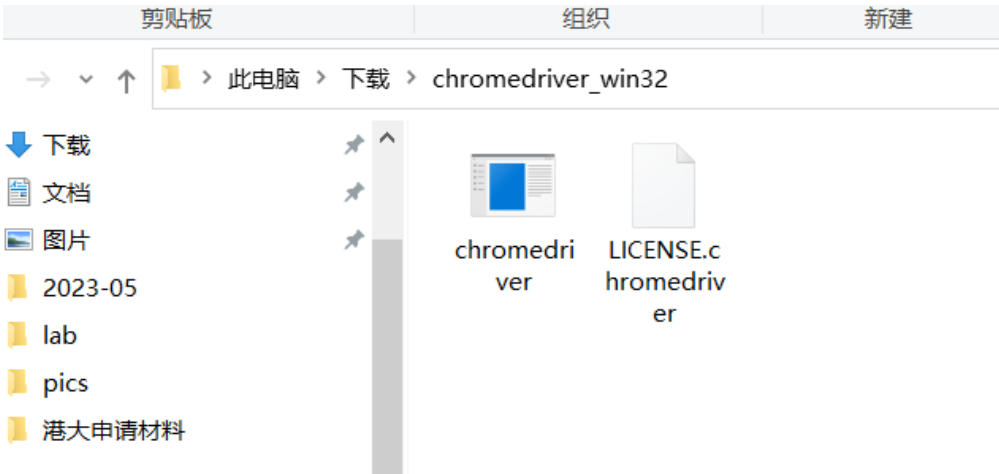 剪贴板 组织 新建
此电脑 下载 chromedriver_win32
下载
文档
图片
2023-05
lab
pics
港大申请材料
chromedri
ver
LICENSE.c
hromedriv
er